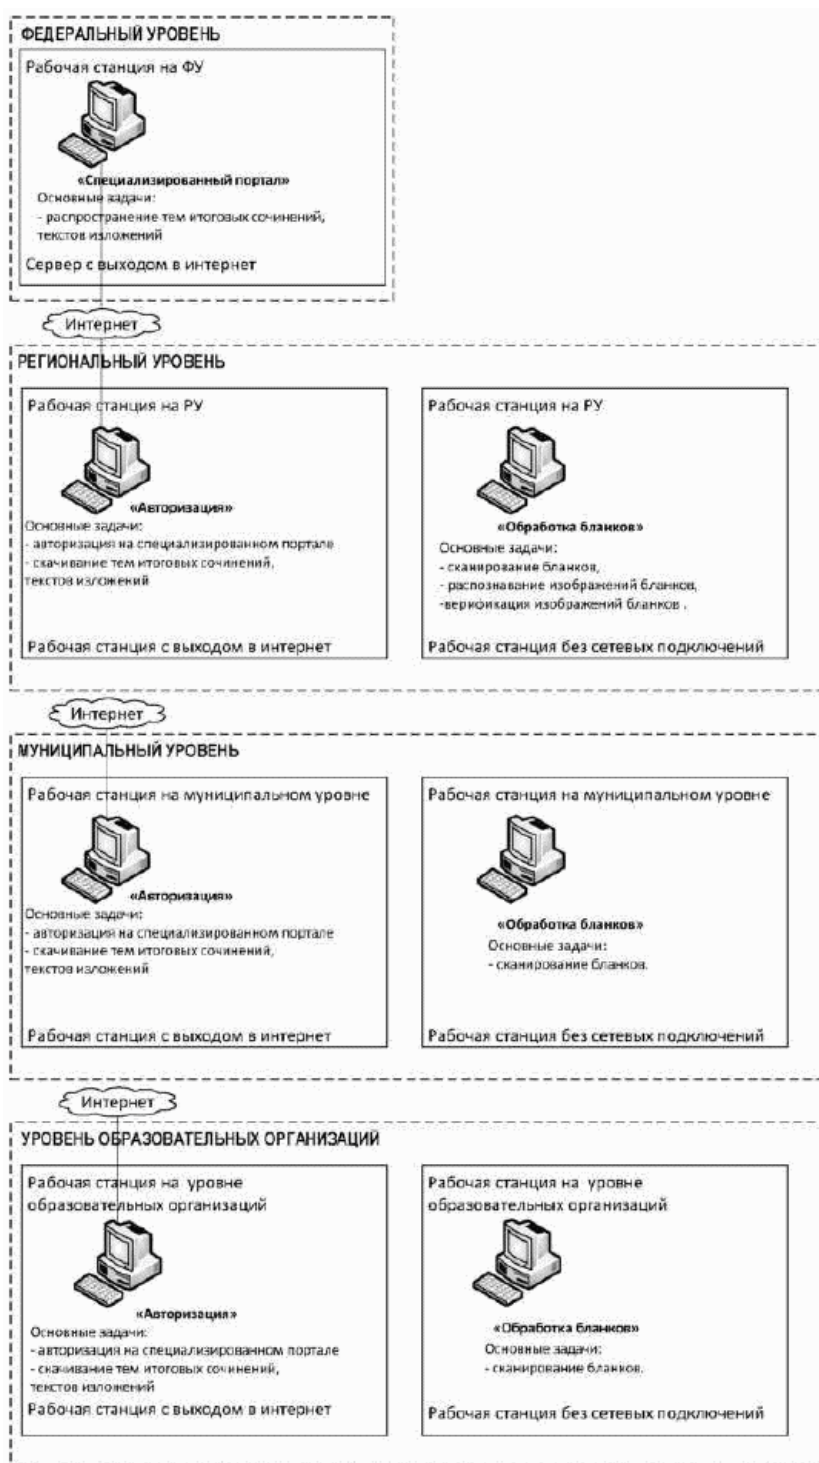 ФЕДЕРАЛЬНЫЙ УРОВЕНЬ
Рабочая станция на ФУ
«Специализированный портал»
Основные задачи:
- распространение тем итоговых сочинений,
текстов изложений
Сервер с выходом в интернет
Интернет
РЕГИОНАЛЬНЫЙ УРОВЕНЬ
Рабочая станция на РУ
«Авторизация»
Основные задачи:
- авторизация на специализированном портале
- скачивание тем итоговых сочинений,
текстов изложений
Рабочая станция с выходом в интернет
Рабочая станция на РУ
«Обработка бланков»
Основные задачи:
- сканирование бланков,
- распознавание изображений бланков,
-верификация изображений бланков .
Рабочая станция без сетевых подключений
Интернет
МУНИЦИПАЛЬНЫЙ УРОВЕНЬ
Рабочая станция на муниципальном уровне
«Авторизация»
Основные задачи:
- авторизация на специализированном портале
- скачивание тем итоговых сочинений,
текстов изложений
Рабочая станция с выходом в интернет
Рабочая станция на муниципальном уровне
«Обработка бланков»
Основные задачи:
- сканирование бланков.
Рабочая станция без сетевых подключений
Интернет
УРОВЕНЬ ОБРАЗОВАТЕЛЬНЫХ ОРГАНИЗАЦИЙ
Рабочая станция на уровне
образовательных организаций
«Авторизация»
Основные задачи:
- авторизация на специализированном портале
- скачивание тем итоговых сочинений,
текстов изложений
Рабочая станция с выходом в интернет
Рабочая станция на уровне
образовательных организаций
«Обработка бланков»
Основные задачи:
- сканирование бланков.
Рабочая станция без сетевых подключений